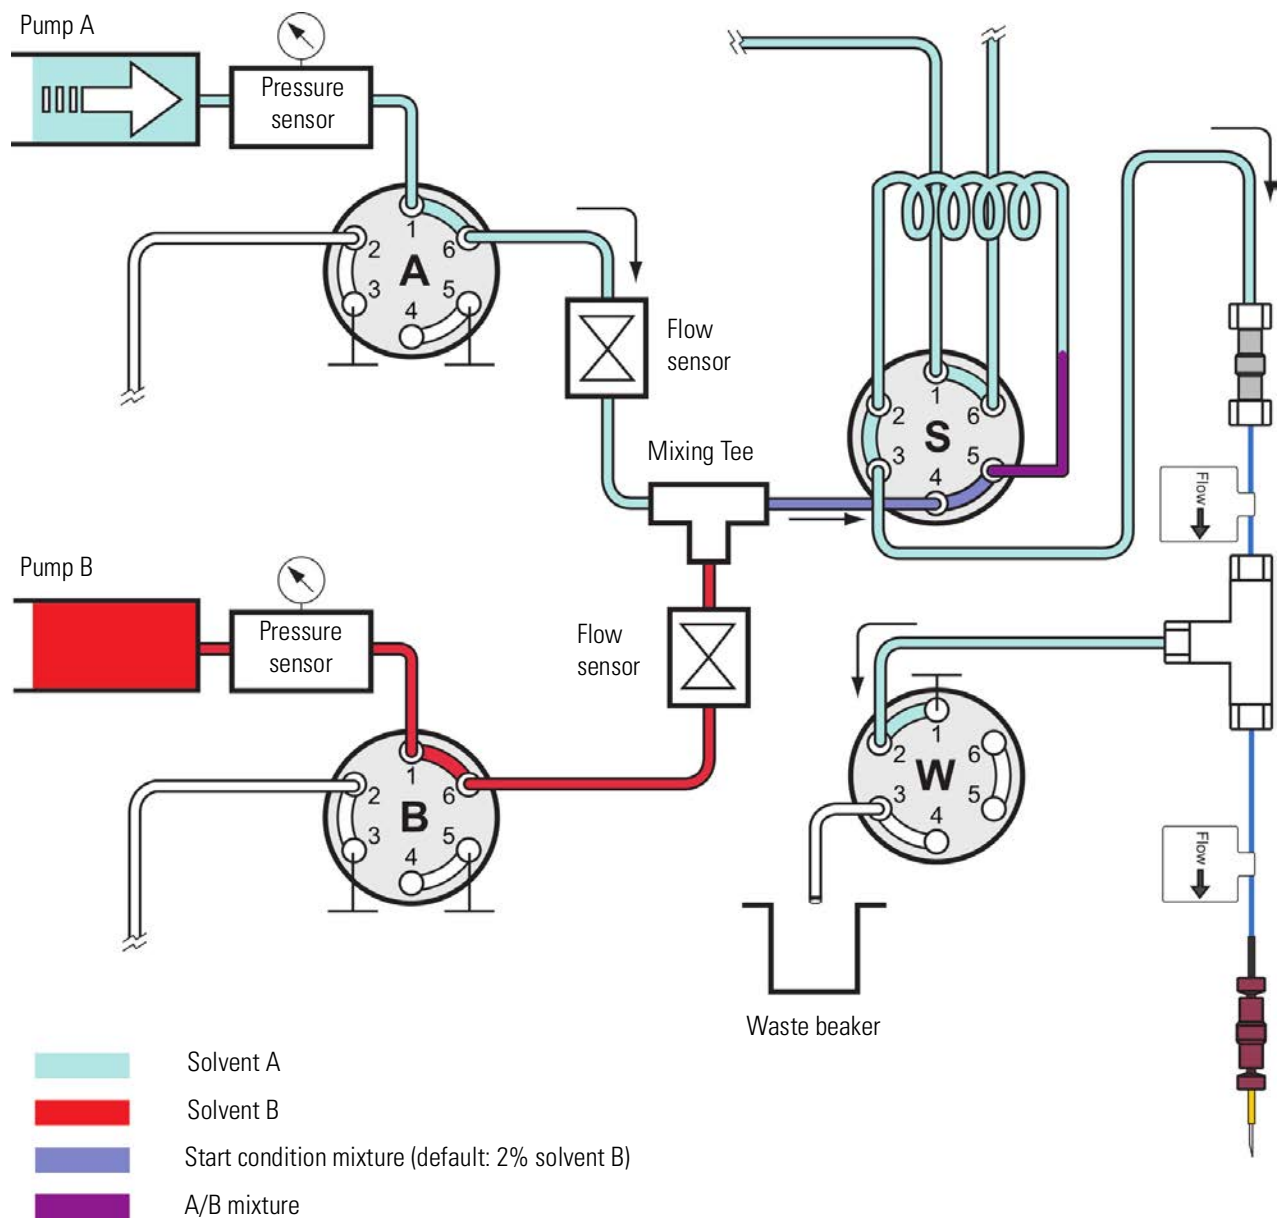 Pump A
Pressure
sensor
1
2
6
A
3
5
4
Flow
sensor
Mixing Tee
1
2
6
S
3
5
4
Flow
Pump B
Pressure
sensor
Flow
sensor
1
2
6
B
3
5
4
1
2
6
W
3
5
4
Flow
Waste beaker
Solvent A
Solvent B
Start condition mixture (default: 2% solvent B)
A/B mixture